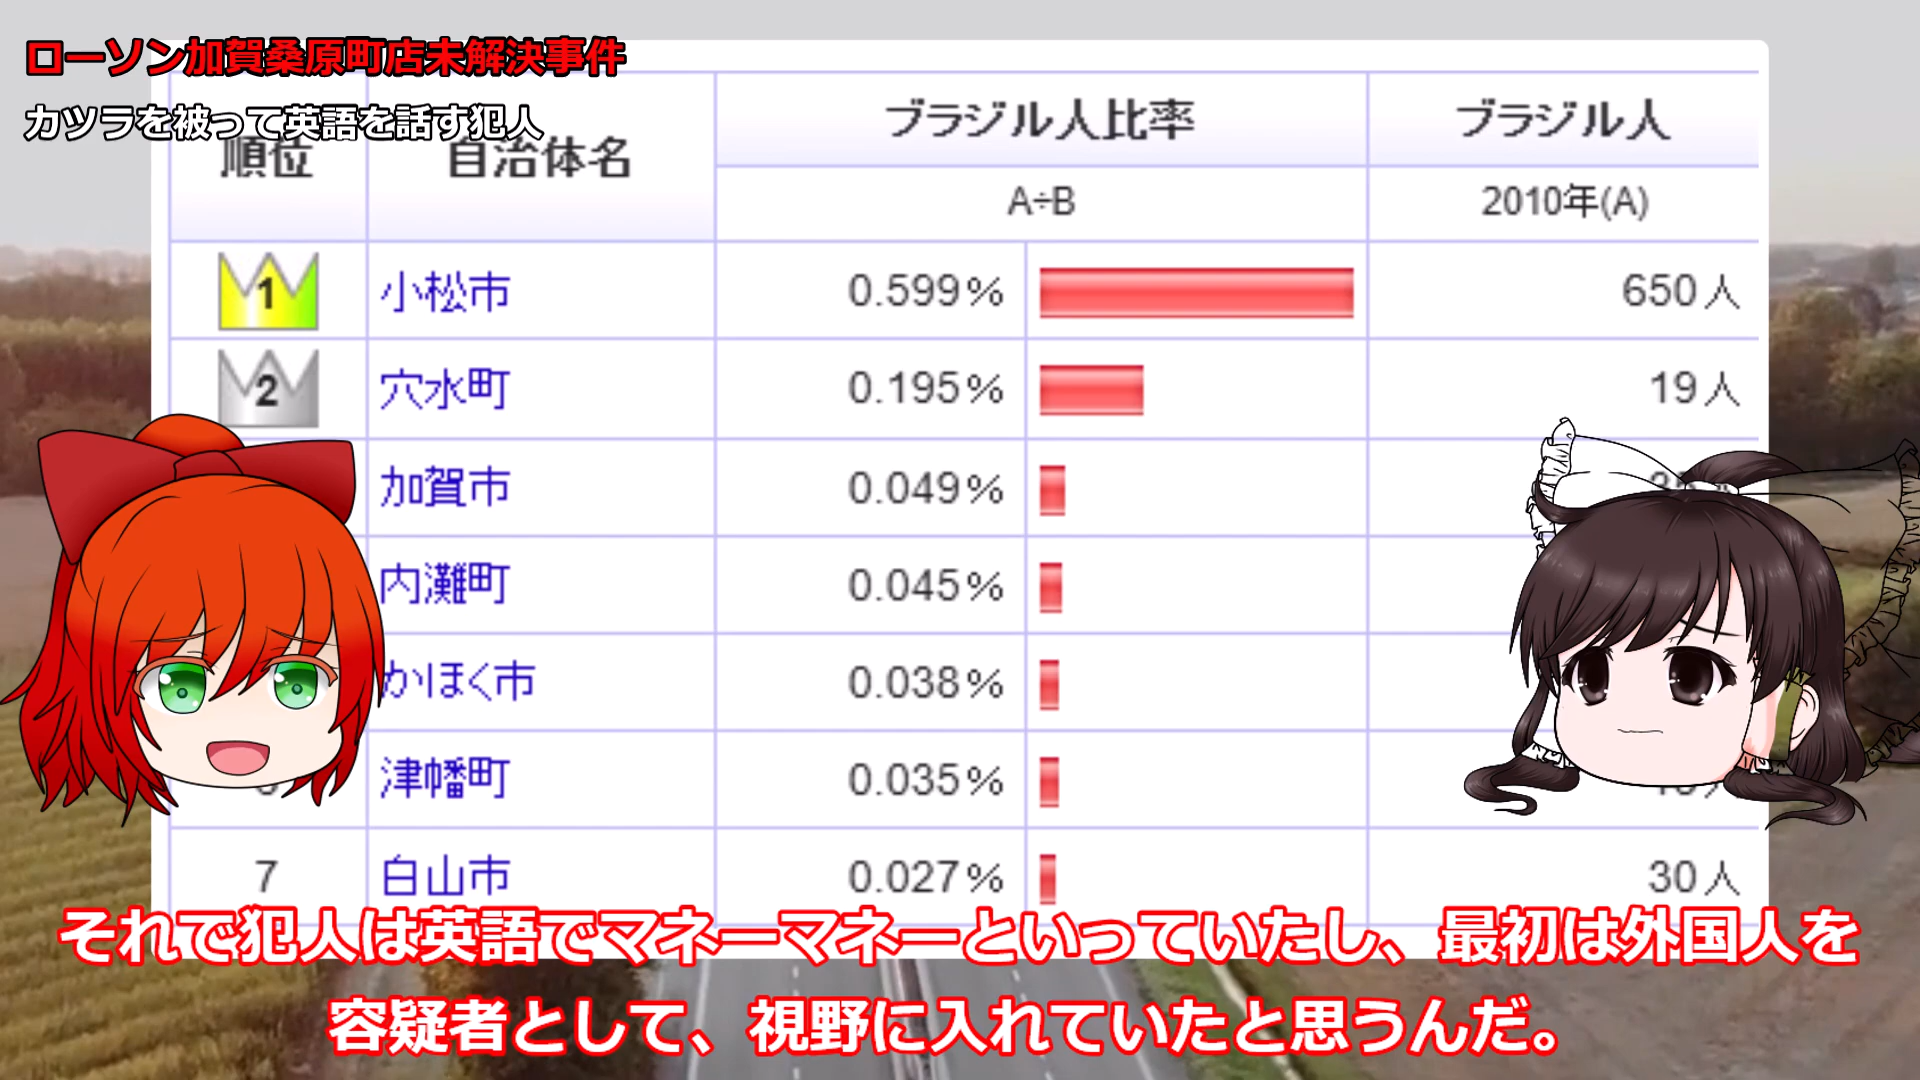 ローソン加賀桑原町店未解決事件
カツラを被って英語を話す犯人
順位 自治体名 ブラジル人比率 ブラジル人
A÷B 2010年(A)
1 小松市 0.599% 650人
2 穴水町 0.195% 19人
加賀市 0.049%
内灘町 0.045%
かほく市 0.038%
津幡町 0.035%
7 白山市 0.027% 30人
それで犯人は英語でマネーマネーといっていたし、最初は外国人を
容疑者として、視野に入れていたと思うんだ。